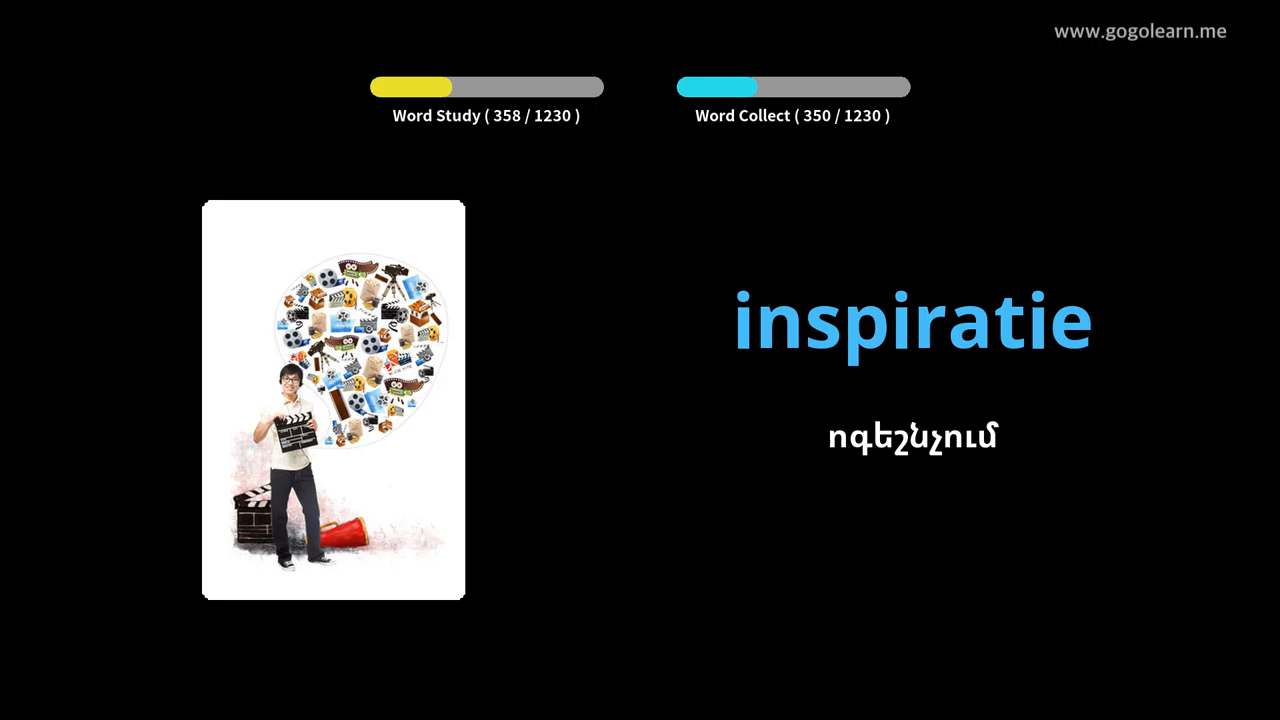 www.gogolearn.me
Word Study ( 358 / 1230 )
Word Collect ( 350 / 1230 )
inspiratie
ոգեշնչում